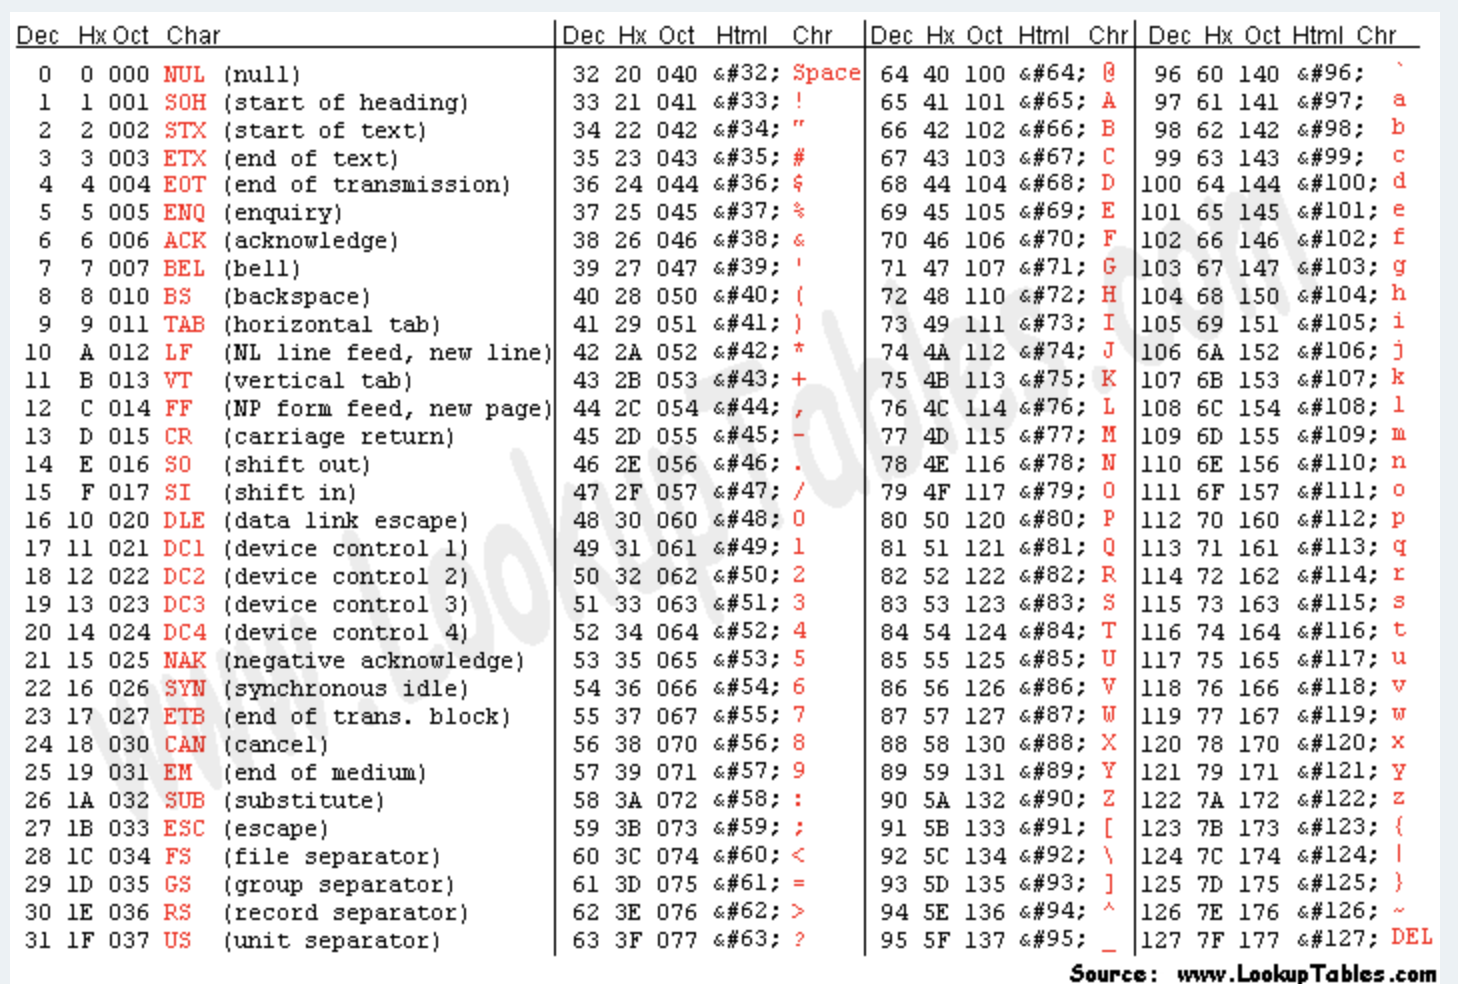 Dec Hx Oct Char Dec Hx Oct Html Chr Dec Hx Oct Html Chr Dec Hx Oct Html Chr
0 0 000 NUL (null) 32 20 040 &#32; Space 64 40 100 &#64; @ 96 60 140 &#96; `
1 1 001 SOH (start of heading) 33 21 041 &#33; ! 65 41 101 &#65; A 97 61 141 &#97; a
2 2 002 STX (start of text) 34 22 042 &#34; " 66 42 102 &#66; B 98 62 142 &#98; b
3 3 003 ETX (end of text) 35 23 043 &#35; # 67 43 103 &#67; C 99 63 143 &#99; c
4 4 004 EOT (end of transmission) 36 24 044 &#36; $ 68 44 104 &#68; D 100 64 144 &#100; d
5 5 005 ENQ (enquiry) 37 25 045 &#37; % 69 45 105 &#69; E 101 65 145 &#101; e
6 6 006 ACK (acknowledge) 38 26 046 &#38; & 70 46 106 &#70; F 102 66 146 &#102; f
7 7 007 BEL (bell) 39 27 047 &#39; ' 71 47 107 &#71; G 103 67 147 &#103; g
8 8 010 BS (backspace) 40 28 050 &#40; ( 72 48 110 &#72; H 104 68 150 &#104; h
9 9 011 TAB (horizontal tab) 41 29 051 &#41; ) 73 49 111 &#73; I 105 69 151 &#105; i
10 A 012 LF (NL line feed, new line) 42 2A 052 &#42; * 74 4A 112 &#74; J 106 6A 152 &#106; j
11 B 013 VT (vertical tab) 43 2B 053 &#43; + 75 4B 113 &#75; K 107 6B 153 &#107; k
12 C 014 FF (NP form feed, new page) 44 2C 054 &#44; , 76 4C 114 &#76; L 108 6C 154 &#108; l
13 D 015 CR (carriage return) 45 2D 055 &#45; - 77 4D 115 &#77; M 109 6D 155 &#109; m
14 E 016 SO (shift out) 46 2E 056 &#46; . 78 4E 116 &#78; N 110 6E 156 &#110; n
15 F 017 SI (shift in) 47 2F 057 &#47; / 79 4F 117 &#79; O 111 6F 157 &#111; o
16 10 020 DLE (data link escape) 48 30 060 &#48; 0 80 50 120 &#80; P 112 70 160 &#112; p
17 11 021 DC1 (device control 1) 49 31 061 &#49; 1 81 51 121 &#81; Q 113 71 161 &#113; q
18 12 022 DC2 (device control 2) 50 32 062 &#50; 2 82 52 122 &#82; R 114 72 162 &#114; r
19 13 023 DC3 (device control 3) 51 33 063 &#51; 3 83 53 123 &#83; S 115 73 163 &#115; s
20 14 024 DC4 (device control 4) 52 34 064 &#52; 4 84 54 124 &#84; T 116 74 164 &#116; t
21 15 025 NAK (negative acknowledge) 53 35 065 &#53; 5 85 55 125 &#85; U 117 75 165 &#117; u
22 16 026 SYN (synchronous idle) 54 36 066 &#54; 6 86 56 126 &#86; V 118 76 166 &#118; v
23 17 027 ETB (end of trans. block) 55 37 067 &#55; 7 87 57 127 &#87; W 119 77 167 &#119; w
24 18 030 CAN (cancel) 56 38 070 &#56; 8 88 58 130 &#88; X 120 78 170 &#120; x
25 19 031 EM (end of medium) 57 39 071 &#57; 9 89 59 131 &#89; Y 121 79 171 &#121; y
26 1A 032 SUB (substitute) 58 3A 072 &#58; : 90 5A 132 &#90; Z 122 7A 172 &#122; z
27 1B 033 ESC (escape) 59 3B 073 &#59; ; 91 5B 133 &#91; [ 123 7B 173 &#123; {
28 1C 034 FS (file separator) 60 3C 074 &#60; < 92 5C 134 &#92; \ 124 7C 174 &#124; |
29 1D 035 GS (group separator) 61 3D 075 &#61; = 93 5D 135 &#93; ] 125 7D 175 &#125; }
30 1E 036 RS (record separator) 62 3E 076 &#62; > 94 5E 136 &#94; ^ 126 7E 176 &#126; ~
31 1F 037 US (unit separator) 63 3F 077 &#63; ? 95 5F 137 &#95; _ 127 7F 177 &#127; DEL
Source: www.LookupTables.com
www.LookupTables.com